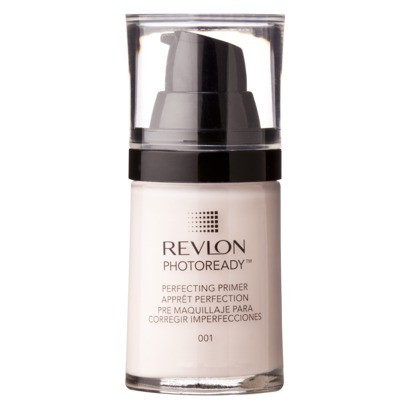 REVLON
PHOTOREADY™
PERFECTING PRIMER
APPRÊT PERFECTION
PRE MAQUILLAJE PARA
CORREGIR IMPERFECCIONES
001